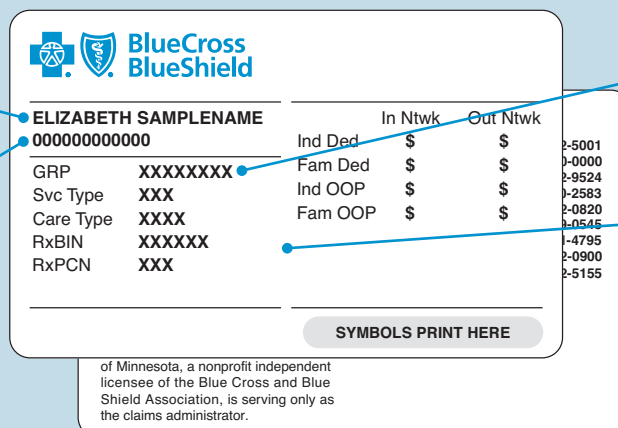 BlueCross
BlueShield
ELIZABETH SAMPLENAME
000000000000
GRP XXXXXXXX
Svc Type XXX
Care Type XXXX
RxBIN XXXXXX
RxPCN XXX
In Ntwk Out Ntwk
Ind Ded $ $
Fam Ded $ $
Ind OOP $ $
Fam OOP $ $
SYMBOLS PRINT HERE
2-5001
0-0000
2-9524
0-2583
2-0820
9-0545
1-4795
2-0900
2-5155
of Minnesota, a nonprofit independent
licensee of the Blue Cross and Blue
Shield Association, is serving only as
the claims administrator.